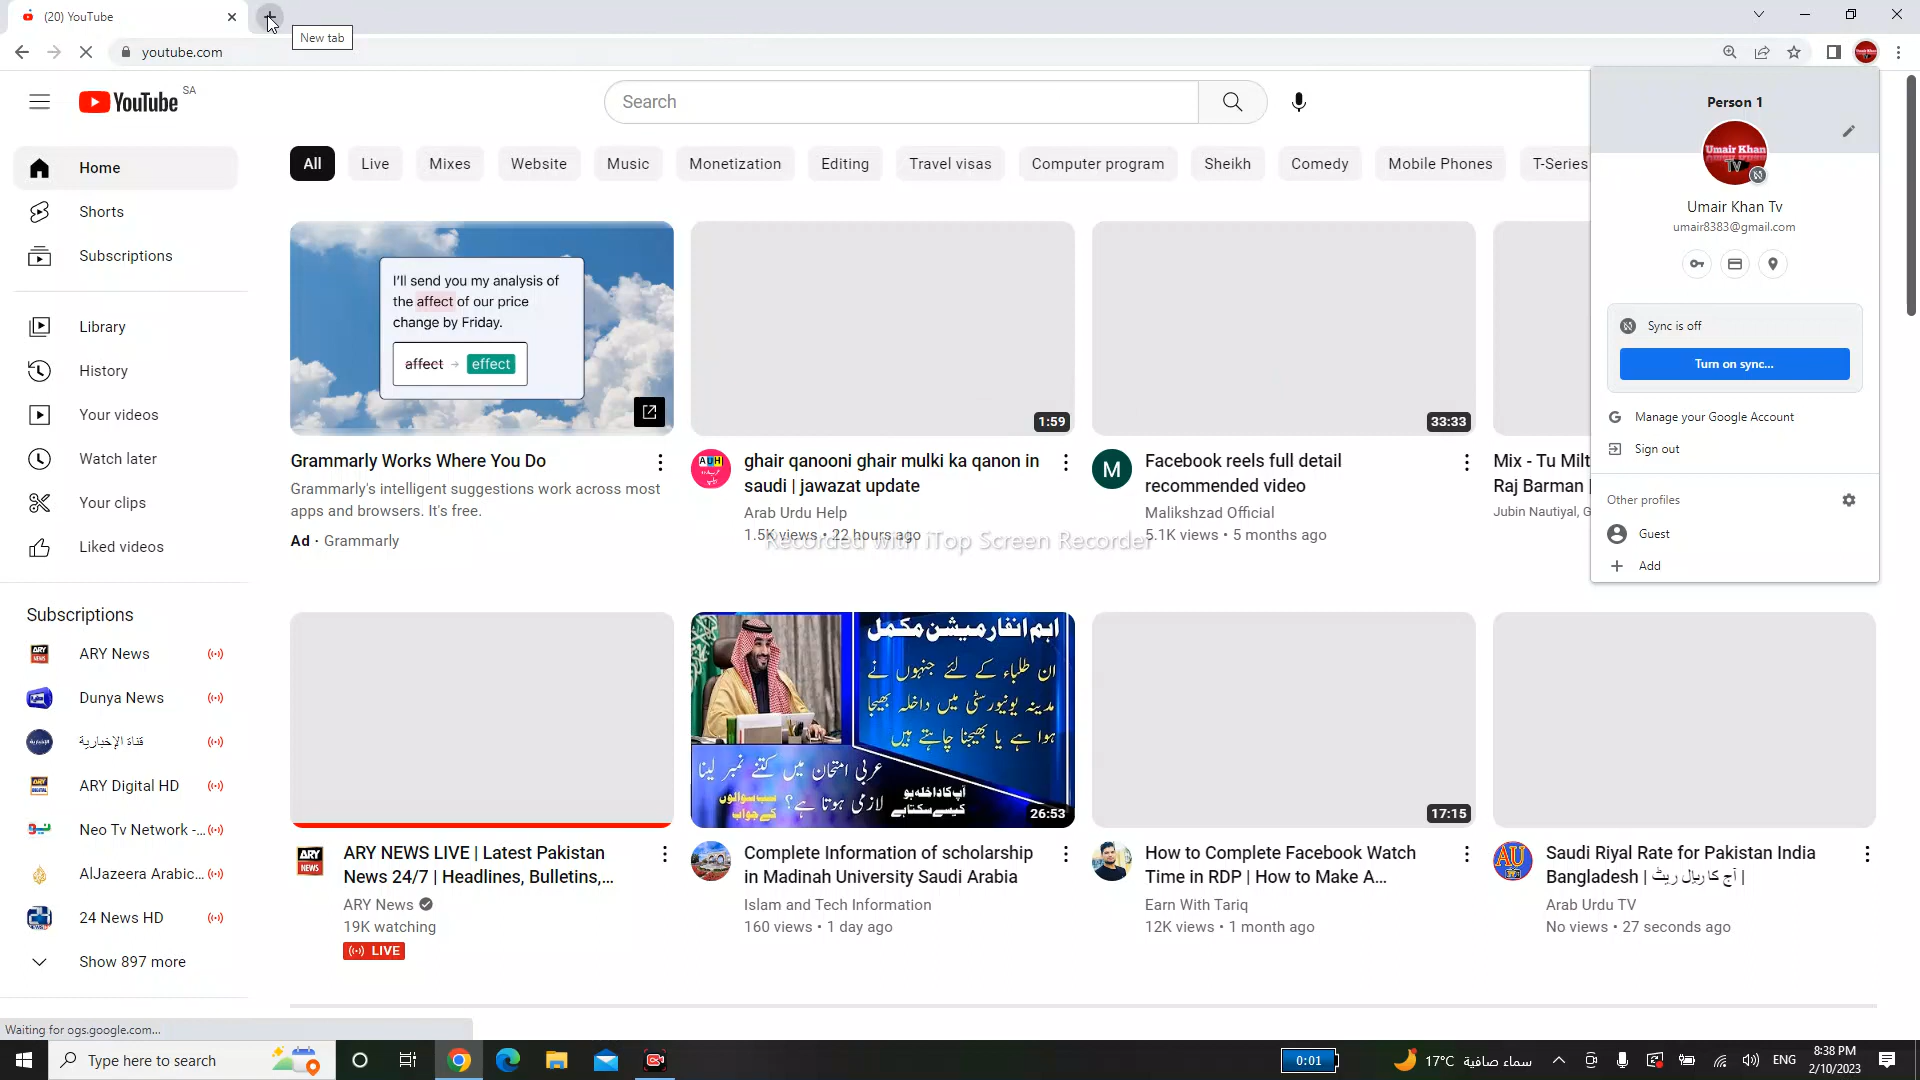 (20) YouTube
New tab
youtube.com
YouTube SA
Search
All
Live
Mixes
Website
Music
Monetization
Editing
Travel visas
Computer program
Sheikh
Comedy
Mobile Phones
T-Series
Person 1
Umair Khan
TV
Umair Khan Tv
umair8383@gmail.com
Sync is off
Turn on sync...
Manage your Google Account
Sign out
Other profiles
Guest
Add
Home
Shorts
Subscriptions
Library
History
Your videos
Watch later
Your clips
Liked videos
Subscriptions
ARY News
Dunya News
قناة الإخبارية
ARY Digital HD
Neo Tv Network -...
AlJazeera Arabic...
24 News HD
Show 897 more
I'll send you my analysis of
the affect of our price
change by Friday.
affect → effect
Grammarly Works Where You Do
Grammarly's intelligent suggestions work across most
apps and browsers. It's free.
Ad · Grammarly
1:59
AUH
ghair qanooni ghair mulki ka qanon in
saudi | jawazat update
Arab Urdu Help
1.5K views • 22 hours ago
33:33
M
Facebook reels full detail
recommended video
Malikshzad Official
5.1K views • 5 months ago
Mix - Tu Milt
Raj Barman |
Jubin Nautiyal, G
Recorded with iTop Screen Recorder
ARY NEWS
ARY NEWS LIVE | Latest Pakistan
News 24/7 | Headlines, Bulletins,...
ARY News
19K watching
LIVE
اہم انفارمیشن مکمل
ان طلباء کے لئے جنہوں نے
مدینہ یونیورسٹی میں داخلہ بھیجا
ہوا ہے یا بھیجنا چاہتے ہیں
عربی امتحان میں کتنے نمبر لینا
لازمی ہوتا ہے؟
سب سوالوں
کے جواب
آپ کا داخلہ ہو
کیسے سکتا ہے
26:53
Complete Information of scholarship
in Madinah University Saudi Arabia
Islam and Tech Information
160 views • 1 day ago
17:15
How to Complete Facebook Watch
Time in RDP | How to Make A...
Earn With Tariq
12K views • 1 month ago
AU
Saudi Riyal Rate for Pakistan India
Bangladesh | آج کا ریال ریٹ |
Arab Urdu TV
No views • 27 seconds ago
Waiting for ogs.google.com...
Type here to search
0:01
17°C سماء صافية
ENG
8:38 PM
2/10/2023